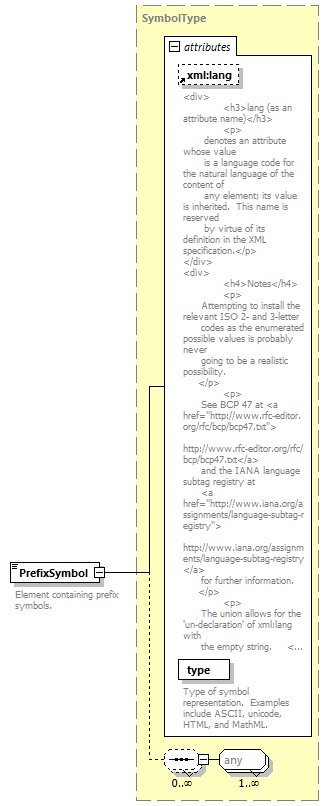 SymbolType
attributes
xml:lang
<div>
<h3>lang (as an
attribute name)</h3>
<p>
denotes an attribute
whose value
is a language code for
the natural language of the
content of
any element; its value
is inherited.  This name is
reserved
by virtue of its
definition in the XML
specification.</p>
</div>
<div>
<h4>Notes</h4>
<p>
Attempting to install the
relevant ISO 2- and 3-letter
codes as the enumerated
possible values is probably
never
going to be a realistic
possibility.
</p>
<p>
See BCP 47 at <a
href="http://www.rfc-editor.
org/rfc/bcp/bcp47.txt">
http://www.rfc-editor.org/rfc/
bcp/bcp47.txt</a>
and the IANA language
subtag registry at
<a
href="http://www.iana.org/a
ssignments/language-subtag-r
egistry">
http://www.iana.org/assignm
ents/language-subtag-registry
</a>
for further information.
</p>
<p>
The union allows for the
'un-declaration' of xml:lang
with
the empty string.     <...
type
Type of symbol
representation.  Examples
include ASCII, unicode,
HTML, and MathML.
PrefixSymbol
Element containing prefix
symbols.
any
0..∞
1..∞